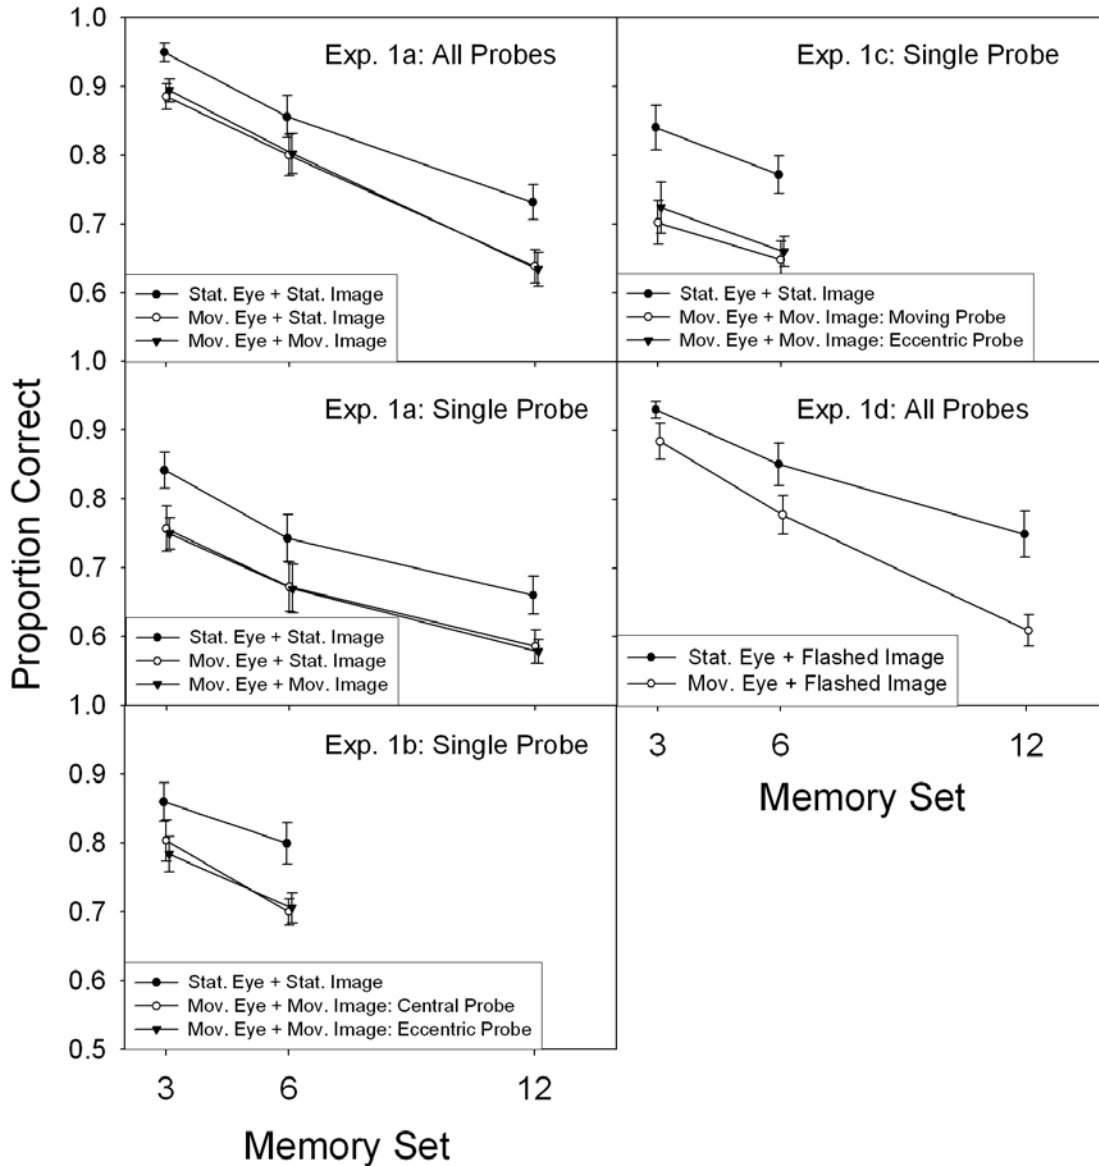 Proportion Correct
1.0
0.9
0.8
0.7
0.6
Exp. 1a: All Probes
Stat. Eye + Stat. Image
Mov. Eye + Stat. Image
Mov. Eye + Mov. Image
Exp. 1c: Single Probe
Stat. Eye + Stat. Image
Mov. Eye + Mov. Image: Moving Probe
Mov. Eye + Mov. Image: Eccentric Probe
1.0
0.9
0.8
0.7
0.6
Exp. 1a: Single Probe
Stat. Eye + Stat. Image
Mov. Eye + Stat. Image
Mov. Eye + Mov. Image
Exp. 1d: All Probes
Stat. Eye + Flashed Image
Mov. Eye + Flashed Image
3 6 12
Memory Set
1.0
0.9
0.8
0.7
0.6
0.5
Exp. 1b: Single Probe
Stat. Eye + Stat. Image
Mov. Eye + Mov. Image: Central Probe
Mov. Eye + Mov. Image: Eccentric Probe
3 6 12
Memory Set